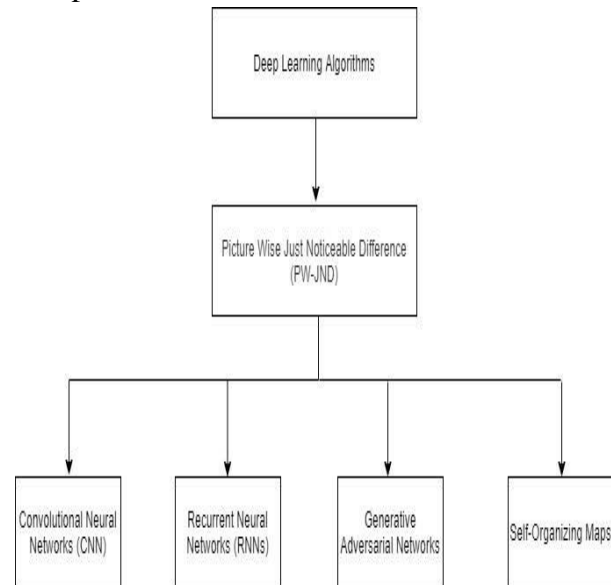 Deep Learning Algorithms
Picture Wise Just Noticeable Difference
(PW-JND)
Convolutional Neural
Networks (CNN)
Recurrent Neural
Networks (RNNs)
Generative
Adversarial Networks
Self-Organizing Maps